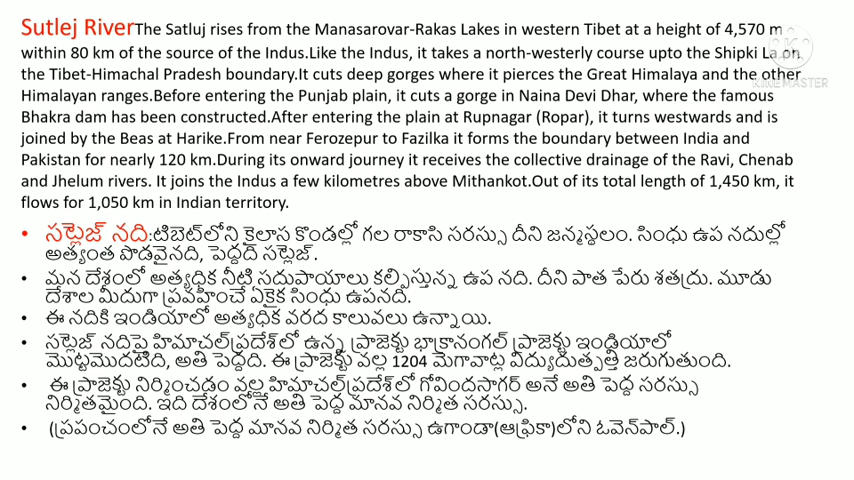 Sutlej RiverThe Satluj rises from the Manasarovar-Rakas Lakes in western Tibet at a height of 4,570 m
within 80 km of the source of the Indus.Like the Indus, it takes a north-westerly course upto the Shipki La on
the Tibet-Himachal Pradesh boundary.It cuts deep gorges where it pierces the Great Himalaya and the other
Himalayan ranges.Before entering the Punjab plain, it cuts a gorge in Naina Devi Dhar, where the famous
Bhakra dam has been constructed.After entering the plain at Rupnagar (Ropar), it turns westwards and is
joined by the Beas at Harike.From near Ferozepur to Fazilka it forms the boundary between India and
Pakistan for nearly 120 km.During its onward journey it receives the collective drainage of the Ravi, Chenab
and Jhelum rivers. It joins the Indus a few kilometres above Mithankot.Out of its total length of 1,450 km, it
flows for 1,050 km in Indian territory.
• సట్లెజ్ నది:టిబెట్‌లోని కైలాస కొండల్లో గల రాకాసి సరస్సు దీని జన్మస్థలం. సింధు ఉప నదుల్లో
అత్యంత పొడవైనది, పెద్దది సట్లెజ్.
• మన దేశంలో అత్యధిక నీటి సదుపాయాలు కల్పిస్తున్న ఉప నది. దీని పాత పేరు శతద్రు. మూడు
దేశాల మీదుగా ప్రవహించే ఏకైక సింధు ఉపనది.
• ఈ నదికి ఇండియాలో అత్యధిక వరద కాలువలు ఉన్నాయి.
• సట్లెజ్ నదిపై హిమాచల్‌ప్రదేశ్‌లో ఉన్న ప్రాజెక్టు భాక్రానంగల్ ప్రాజెక్టు ఇండియాలో
మొట్టమొదటిది, అతి పెద్దది. ఈ ప్రాజెక్టు వల్ల 1204 మెగావాట్ల విద్యుదుత్పత్తి జరుగుతుంది.
• ఈ ప్రాజెక్టు నిర్మించడం వల్ల హిమాచల్‌ప్రదేశ్‌లో గోవిందసాగర్ అనే అతి పెద్ద సరస్సు
నిర్మితమైంది. ఇది దేశంలోనే అతి పెద్ద మానవ నిర్మిత సరస్సు.
• (ప్రపంచంలోనే అతి పెద్ద మానవ నిర్మిత సరస్సు ఉగాండా(ఆఫ్రికా)లోని ఓవెన్‌పాల్.)
KINEMASTER